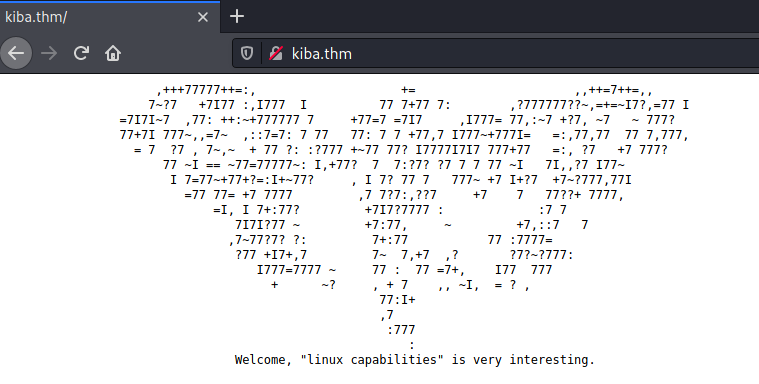 kiba.thm/
kiba.thm
,+++77777++=:,                    +=                      ,,++=7++=,,
7~?7   +7I77 :,I777  I          77 7+77 7:        ,?777777??~,=+=~I7?,=77 I
=7I7I~7  ,77: ++:~+777777 7     +77=7 =7I7     ,I777= 77,:~7 +?7, ~7   ~ 777?
77+7I 777~,,=7~  ,::7=7: 7 77   77: 7 7 +77,7 I777~+777I=   =:,77,77  77 7,777,
= 7  ?7 , 7~,~  + 77 ?: :?777 +~77 77? I7777I7I7 777+77   =:, ?7   +7 777?
77 ~I == ~77=77777~: I,+77?  7  7:?7? ?7 7 7 77 ~I   7I,,?7 I77~
I 7=77~+77+?=:I+~77?     , I 7? 77 7   777~ +7 I+?7  +7~?777,77I
=77 77= +7 7777         ,7 7?7:,??7     +7    7   77??+ 7777,
=I, I 7+:77?         +7I7?7777 :             :7 7
7I7I?77 ~         +7:77,     ~         +7,::7   7
,7~77?7? ?:         7+:77           77 :7777=
?77 +I7+,7         7~  7,+7  ,?       ?7?~?777:
I777=7777 ~     77 :  77 =7+,    I77  777
+      ~?     , + 7    ,, ~I,  = ? ,
77:I+
,7
:777
:
Welcome, "linux capabilities" is very interesting.